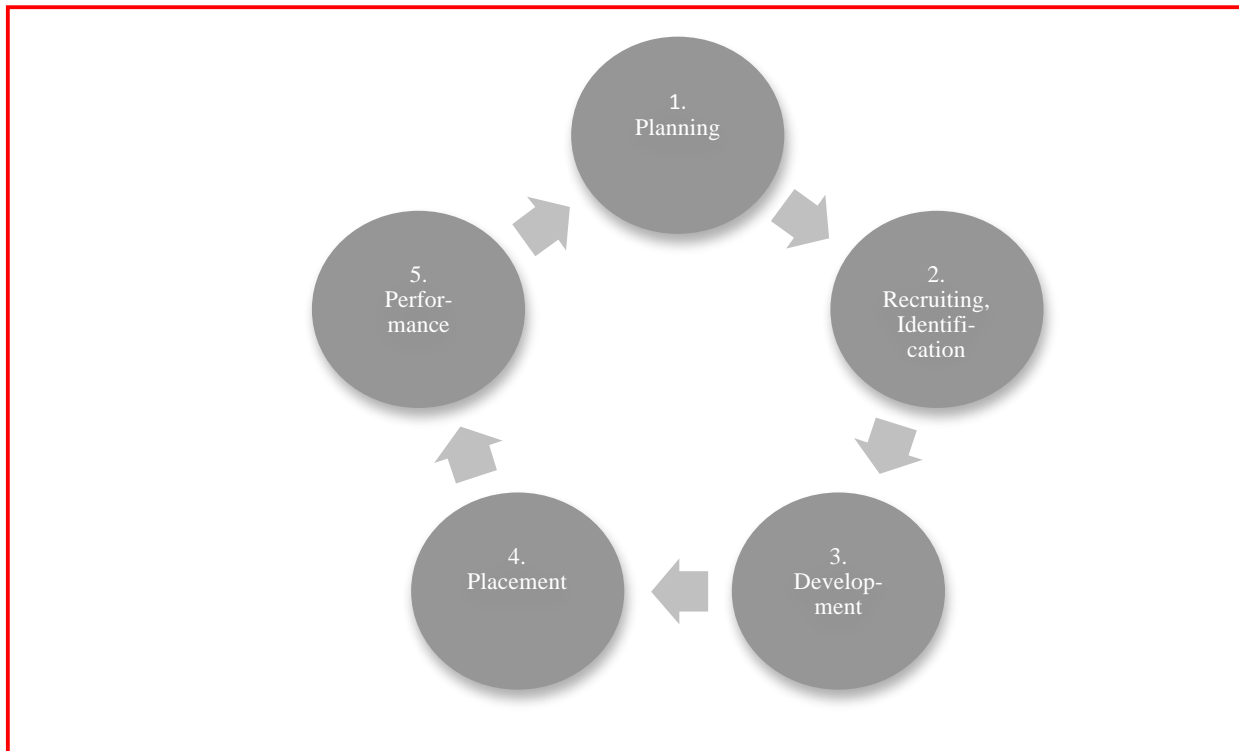 1.
Planning
2.
Recruiting,
Identifi-
cation
3.
Develop-
ment
4.
Placement
5.
Perfor-
mance